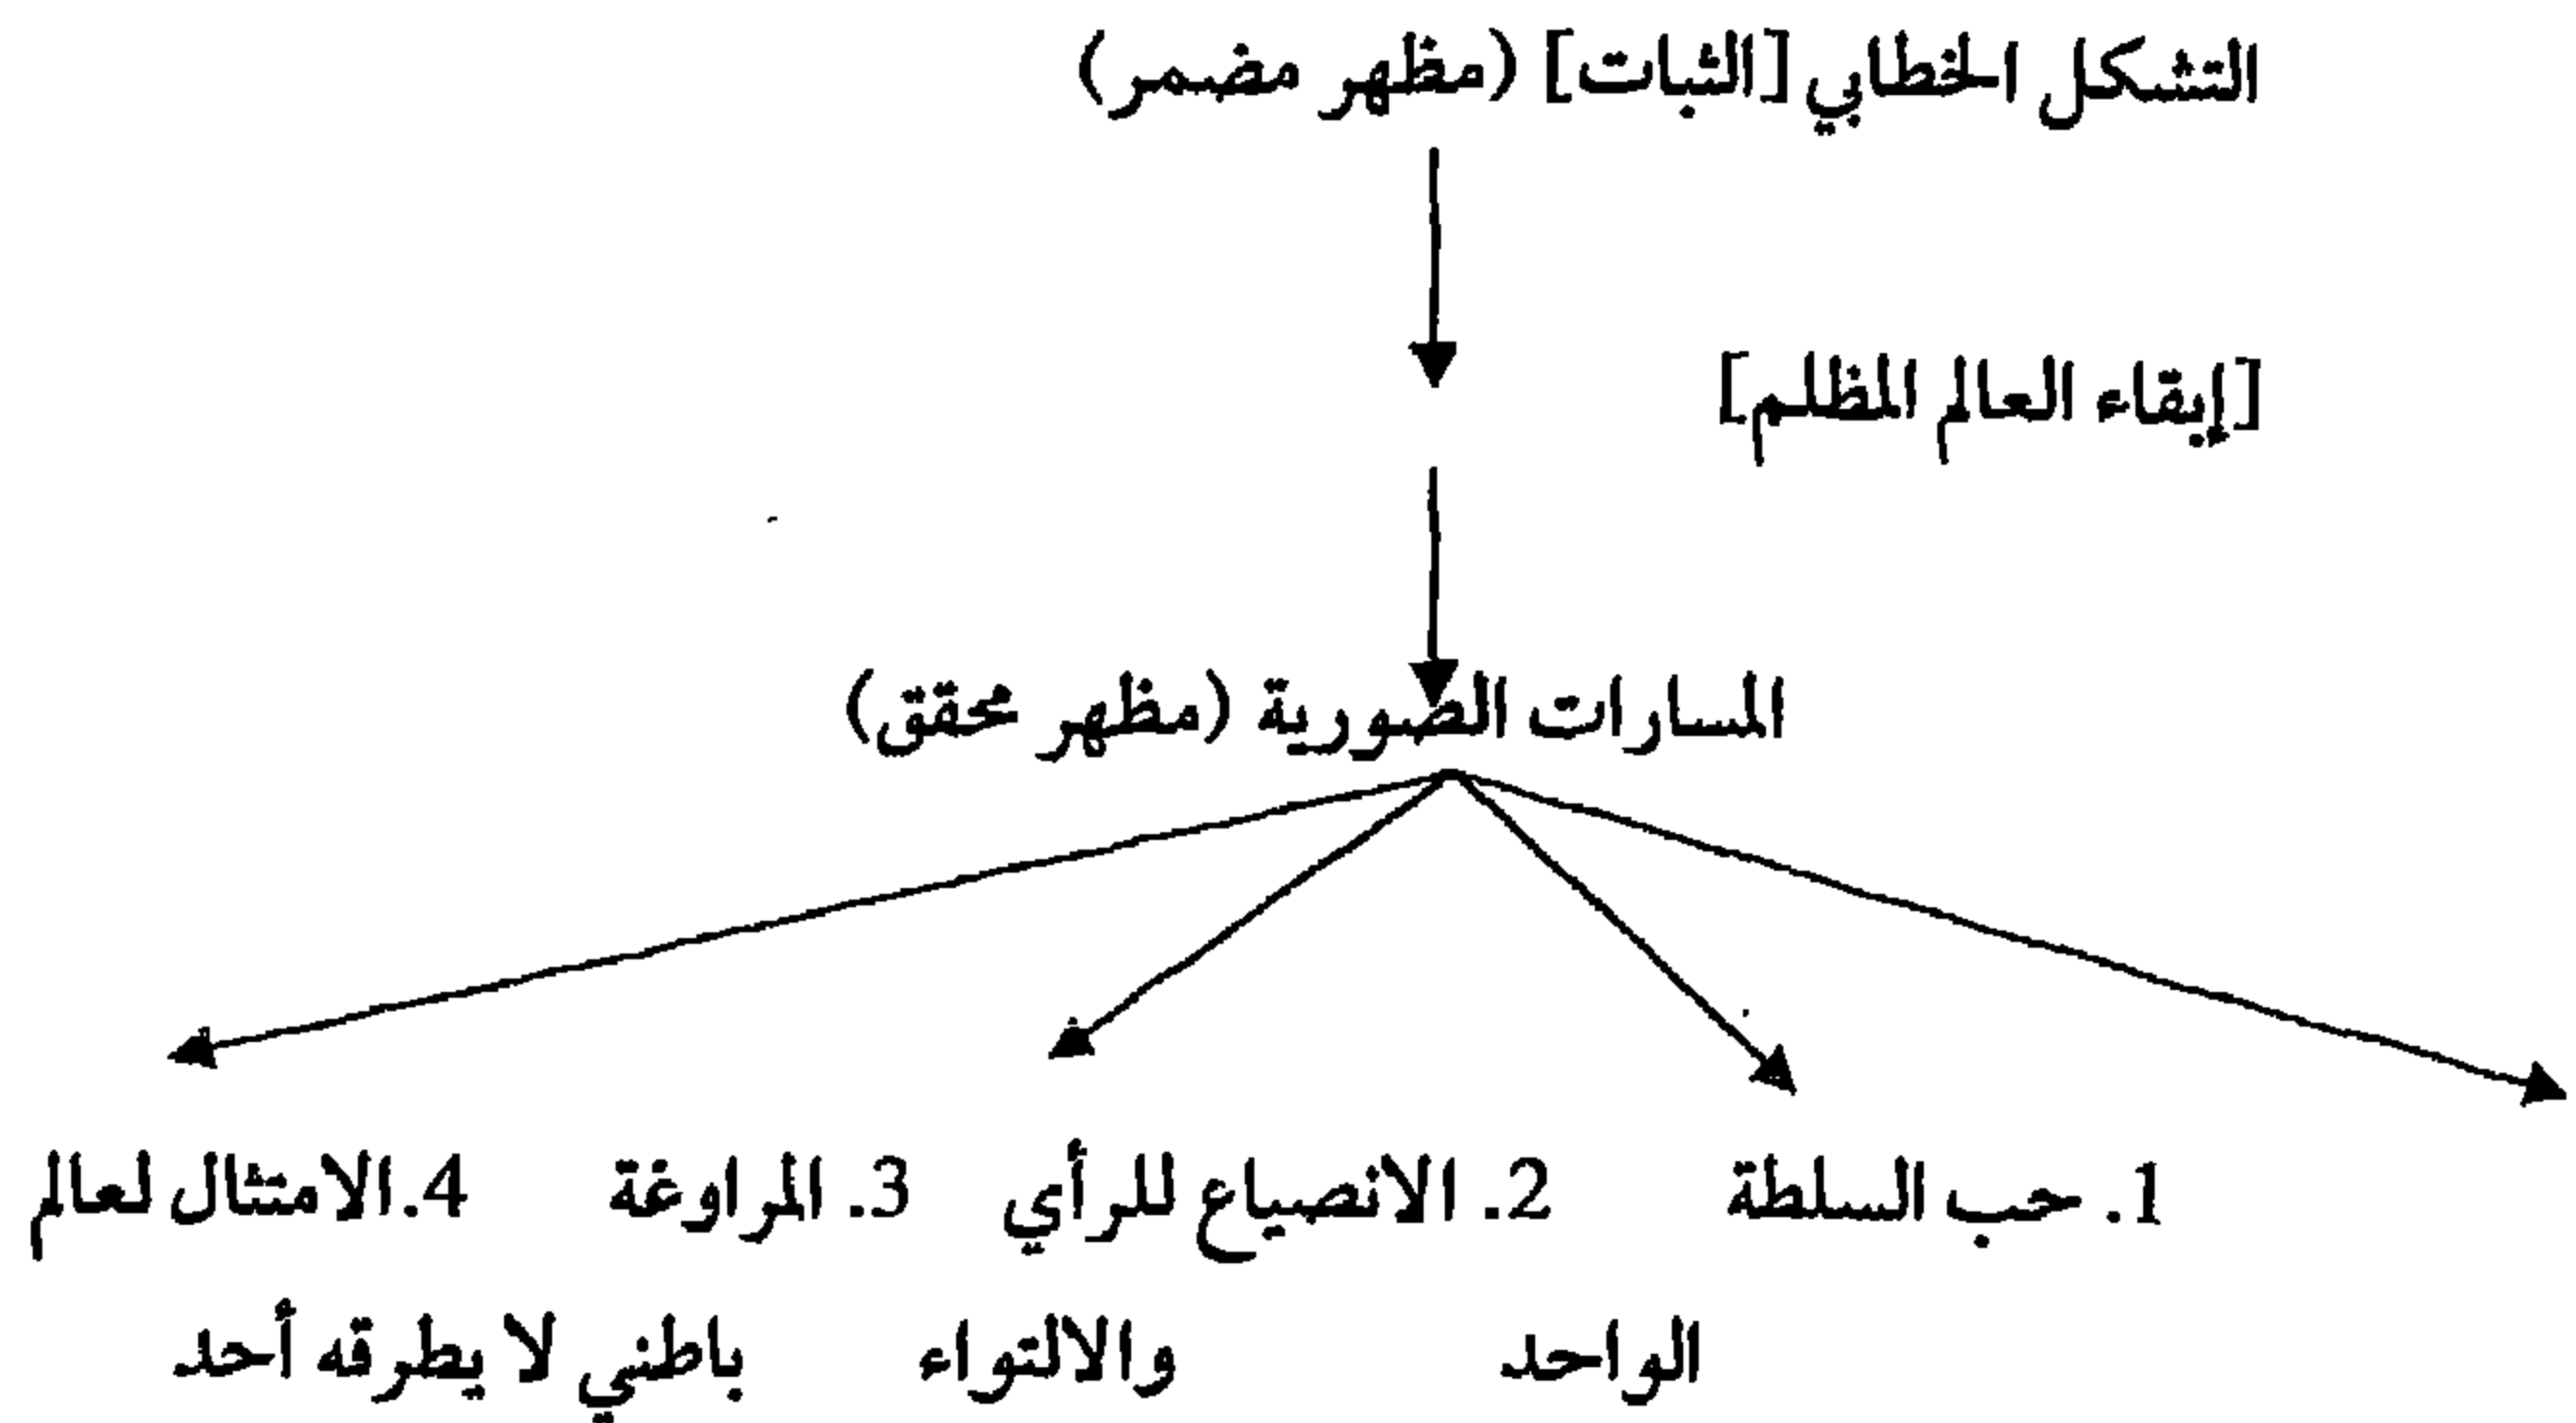 التشكل الخطابي [الثبات] (مظهر مضمر)
[إبقاء العالم المظلم]
المسارات الصورية (مظهر محقق)
1. حب السلطة 2. الانصياع للرأي 3. المراوغة 4. الامتثال لعالم
الواحد والالتواء باطني لا يطرقه أحد